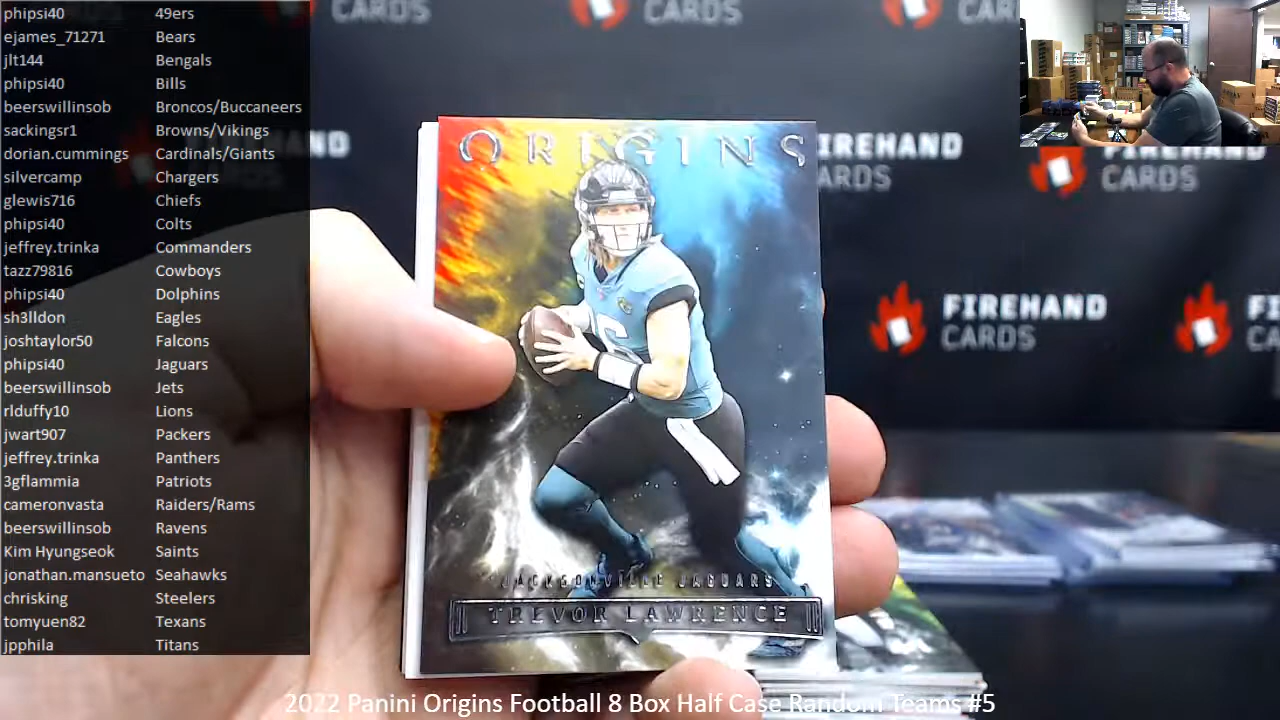 phipsi40 49ers
ejames_71271 Bears
jlt144 Bengals
phipsi40 Bills
beerswillinsob Broncos/Buccaneers
sackingsr1 Browns/Vikings
dorian.cummings Cardinals/Giants
silvercamp Chargers
glewis716 Chiefs
phipsi40 Colts
jeffrey.trinka Commanders
tazz79816 Cowboys
phipsi40 Dolphins
sh3lldon Eagles
joshtaylor50 Falcons
phipsi40 Jaguars
beerswillinsob Jets
rlduffy10 Lions
jwart907 Packers
jeffrey.trinka Panthers
3gflammia Patriots
cameronvasta Raiders/Rams
beerswillinsob Ravens
Kim Hyungseok Saints
jonathan.mansueto Seahawks
chrisking Steelers
tomyuen82 Texans
jpphila Titans
CARDS
CARDS
CARDS
ORIGINS
JACKSONVILLE JAGUARS
TREVOR LAWRENCE
FIREHAND
CARDS
FIREHAND
CARDS
2022 Panini Origins Football 8 Box Half Case Random Teams #5